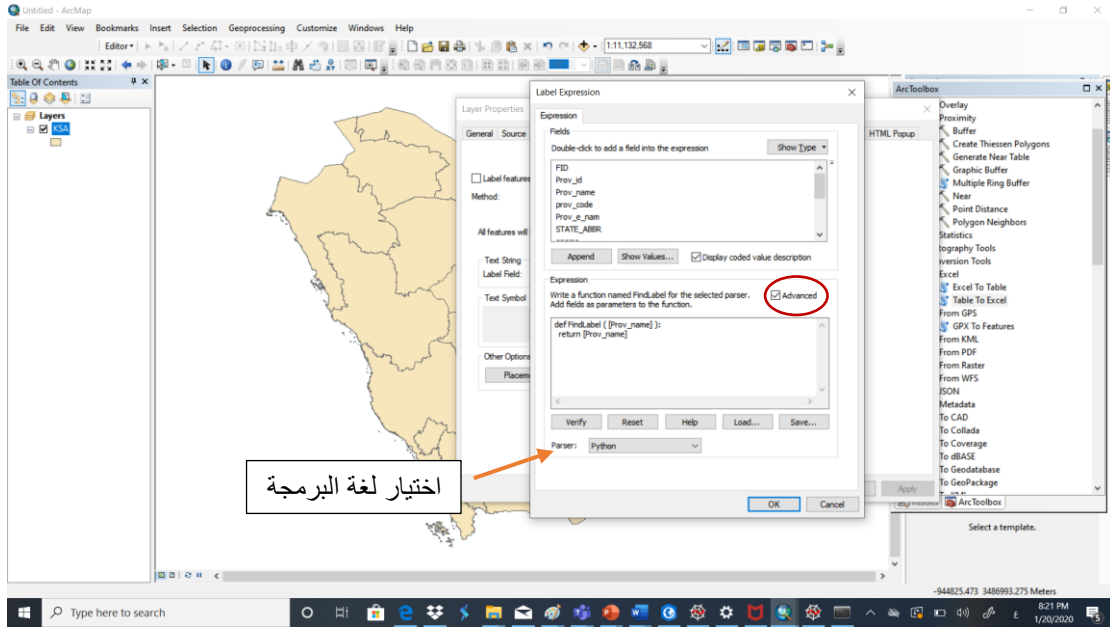 Untitled - ArcMap
File Edit View Bookmarks Insert Selection Geoprocessing Customize Windows Help
Editor 1:11,132,568
Table Of Contents
Layers
KSA
Layer Properties
General Source HTML Popup
Label features
Method:
All features will
Text String
Label Field:
Text Symbol
Other Options
Placem
Apply
Label Expression
Expression
Fields
Double-click to add a field into the expression Show Type
FID
Prov_id
Prov_name
prov_code
Prov_e_nam
STATE_ABBR
Append Show Values... Display coded value description
Expression
Write a function named FindLabel for the selected parser.
Add fields as parameters to the function.
Advanced
def FindLabel ( [Prov_name] ):
return [Prov_name]
Verify Reset Help Load... Save...
Parser: Python
OK Cancel
اختيار لغة البرمجة
ArcToolbox
Overlay
Proximity
Buffer
Create Thiessen Polygons
Generate Near Table
Graphic Buffer
Multiple Ring Buffer
Near
Point Distance
Polygon Neighbors
Statistics
tography Tools
version Tools
Excel
Excel To Table
Table To Excel
From GPS
GPX To Features
From KML
From PDF
From Raster
From WFS
JSON
Metadata
To CAD
To Collada
To Coverage
To dBASE
To Geodatabase
To GeoPackage
ArcToolbox
Select a template.
-944825.473 3486993.275 Meters
Type here to search
8:21 PM
1/20/2020